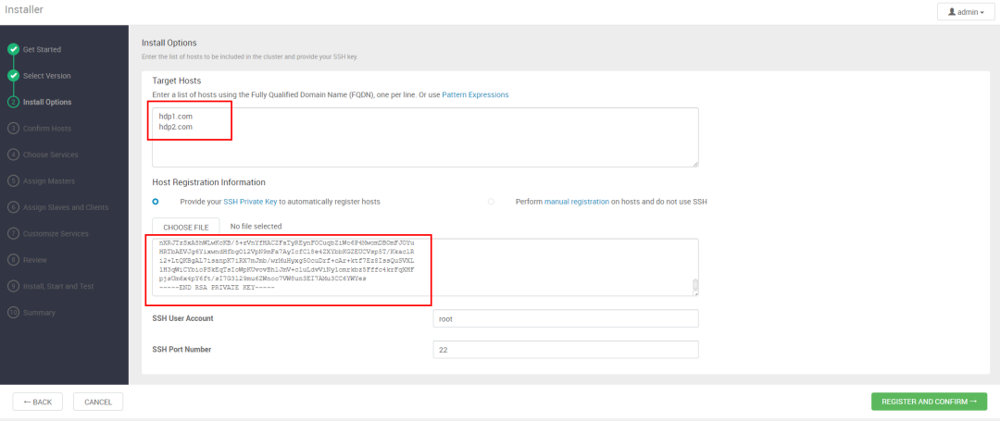 Installer
admin
Get Started
Select Version
2 Install Options
3 Confirm Hosts
4 Choose Services
5 Assign Masters
6 Assign Slaves and Clients
7 Customize Services
8 Review
9 Install, Start and Test
10 Summary
Install Options
Enter the list of hosts to be included in the cluster and provide your SSH key.
Target Hosts
Enter a list of hosts using the Fully Qualified Domain Name (FQDN), one per line. Or use Pattern Expressions
hdp1.com
hdp2.com
Host Registration Information
Provide your SSH Private Key to automatically register hosts
Perform manual registration on hosts and do not use SSH
CHOOSE FILE No file selected
-----END RSA PRIVATE KEY-----
SSH User Account root
SSH Port Number 22
← BACK CANCEL
REGISTER AND CONFIRM →